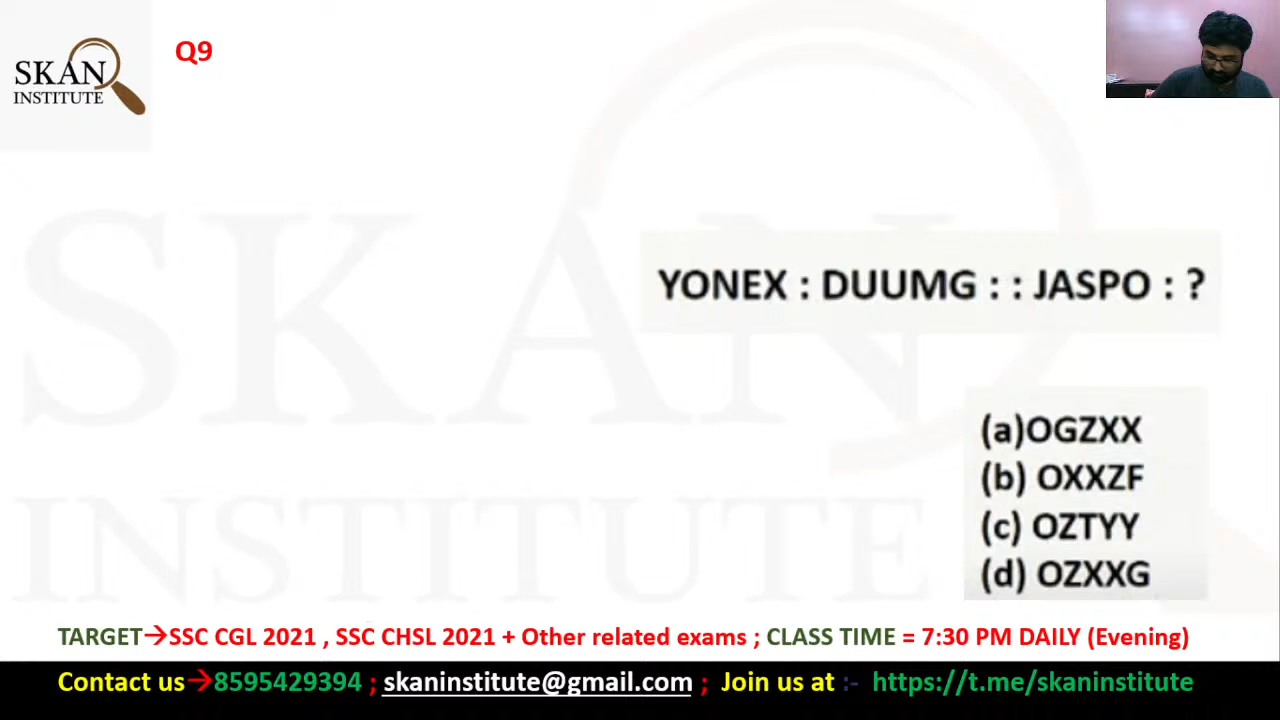 SKAN
INSTITUTE
Q9
SKAN
INSTITUTE
YONEX : DUUMG : : JASPO : ?
(a)OGZXX
(b) OXXZF
(c) OZTYY
(d) OZXXG
TARGET→SSC CGL 2021 , SSC CHSL 2021 + Other related exams ; CLASS TIME = 7:30 PM DAILY (Evening)
Contact us→8595429394 ; skaninstitute@gmail.com ; Join us at :- https://t.me/skaninstitute